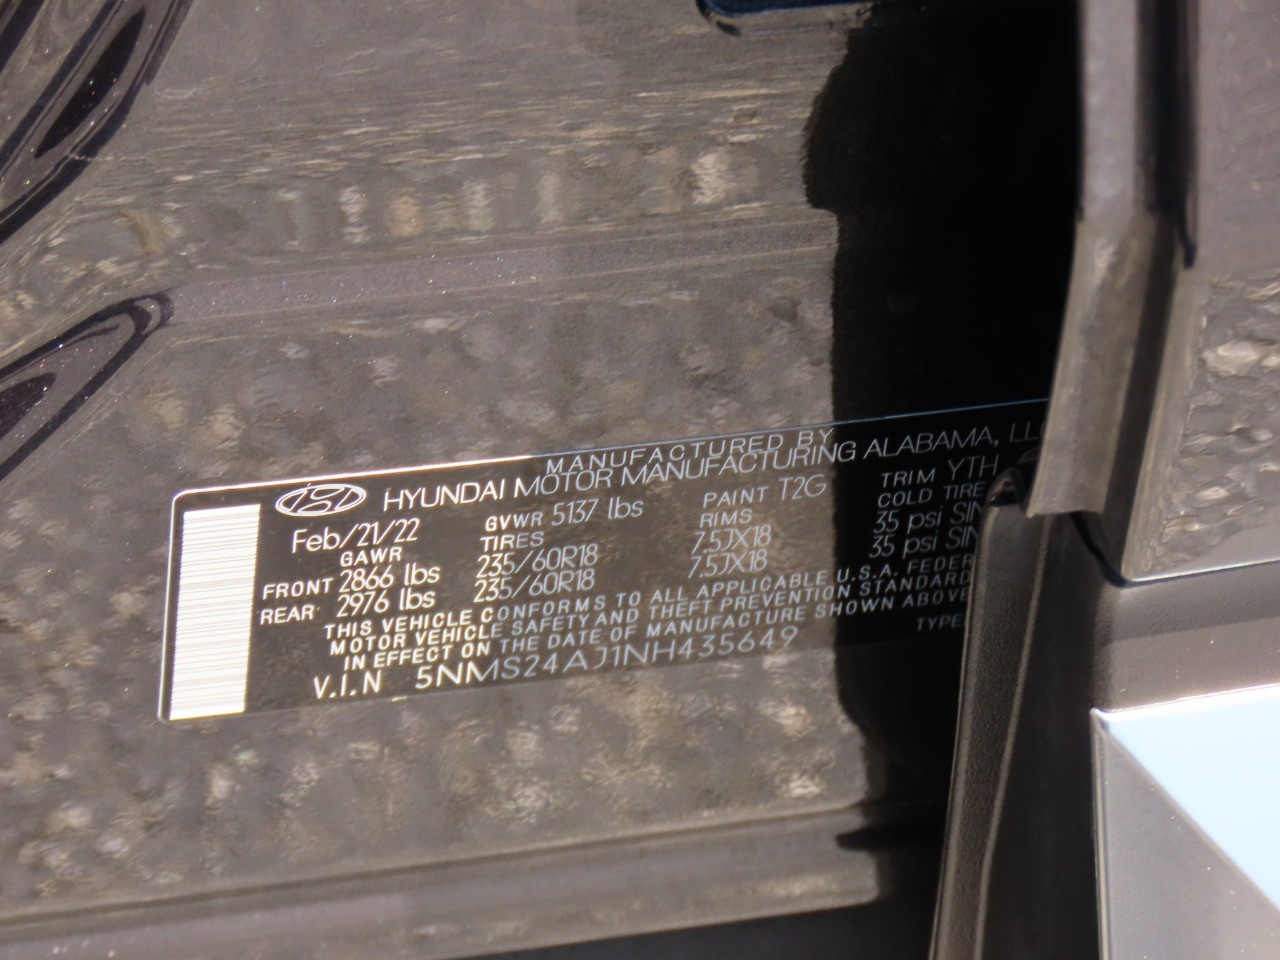 MANUFACTURED BY
HYUNDAI MOTOR MANUFACTURING ALABAMA,
Feb/21/22 GVWR 5137 lbs PAINT T2G TRIM YTH
GAWR TIRES RIMS COLD TIRE
FRONT 2866 lbs 235/60R18 7.5JX18 35 psi
REAR 2976 lbs 235/60R18 7.5JX18 35 psi
THIS VEHICLE CONFORMS TO ALL APPLICABLE U.S.A. FEDER
MOTOR VEHICLE SAFETY AND THEFT PREVENTION STANDARD
IN EFFECT ON THE DATE OF MANUFACTURE SHOWN ABOVE
V.I.N 5NMS24AJ1NH435649 TYPE